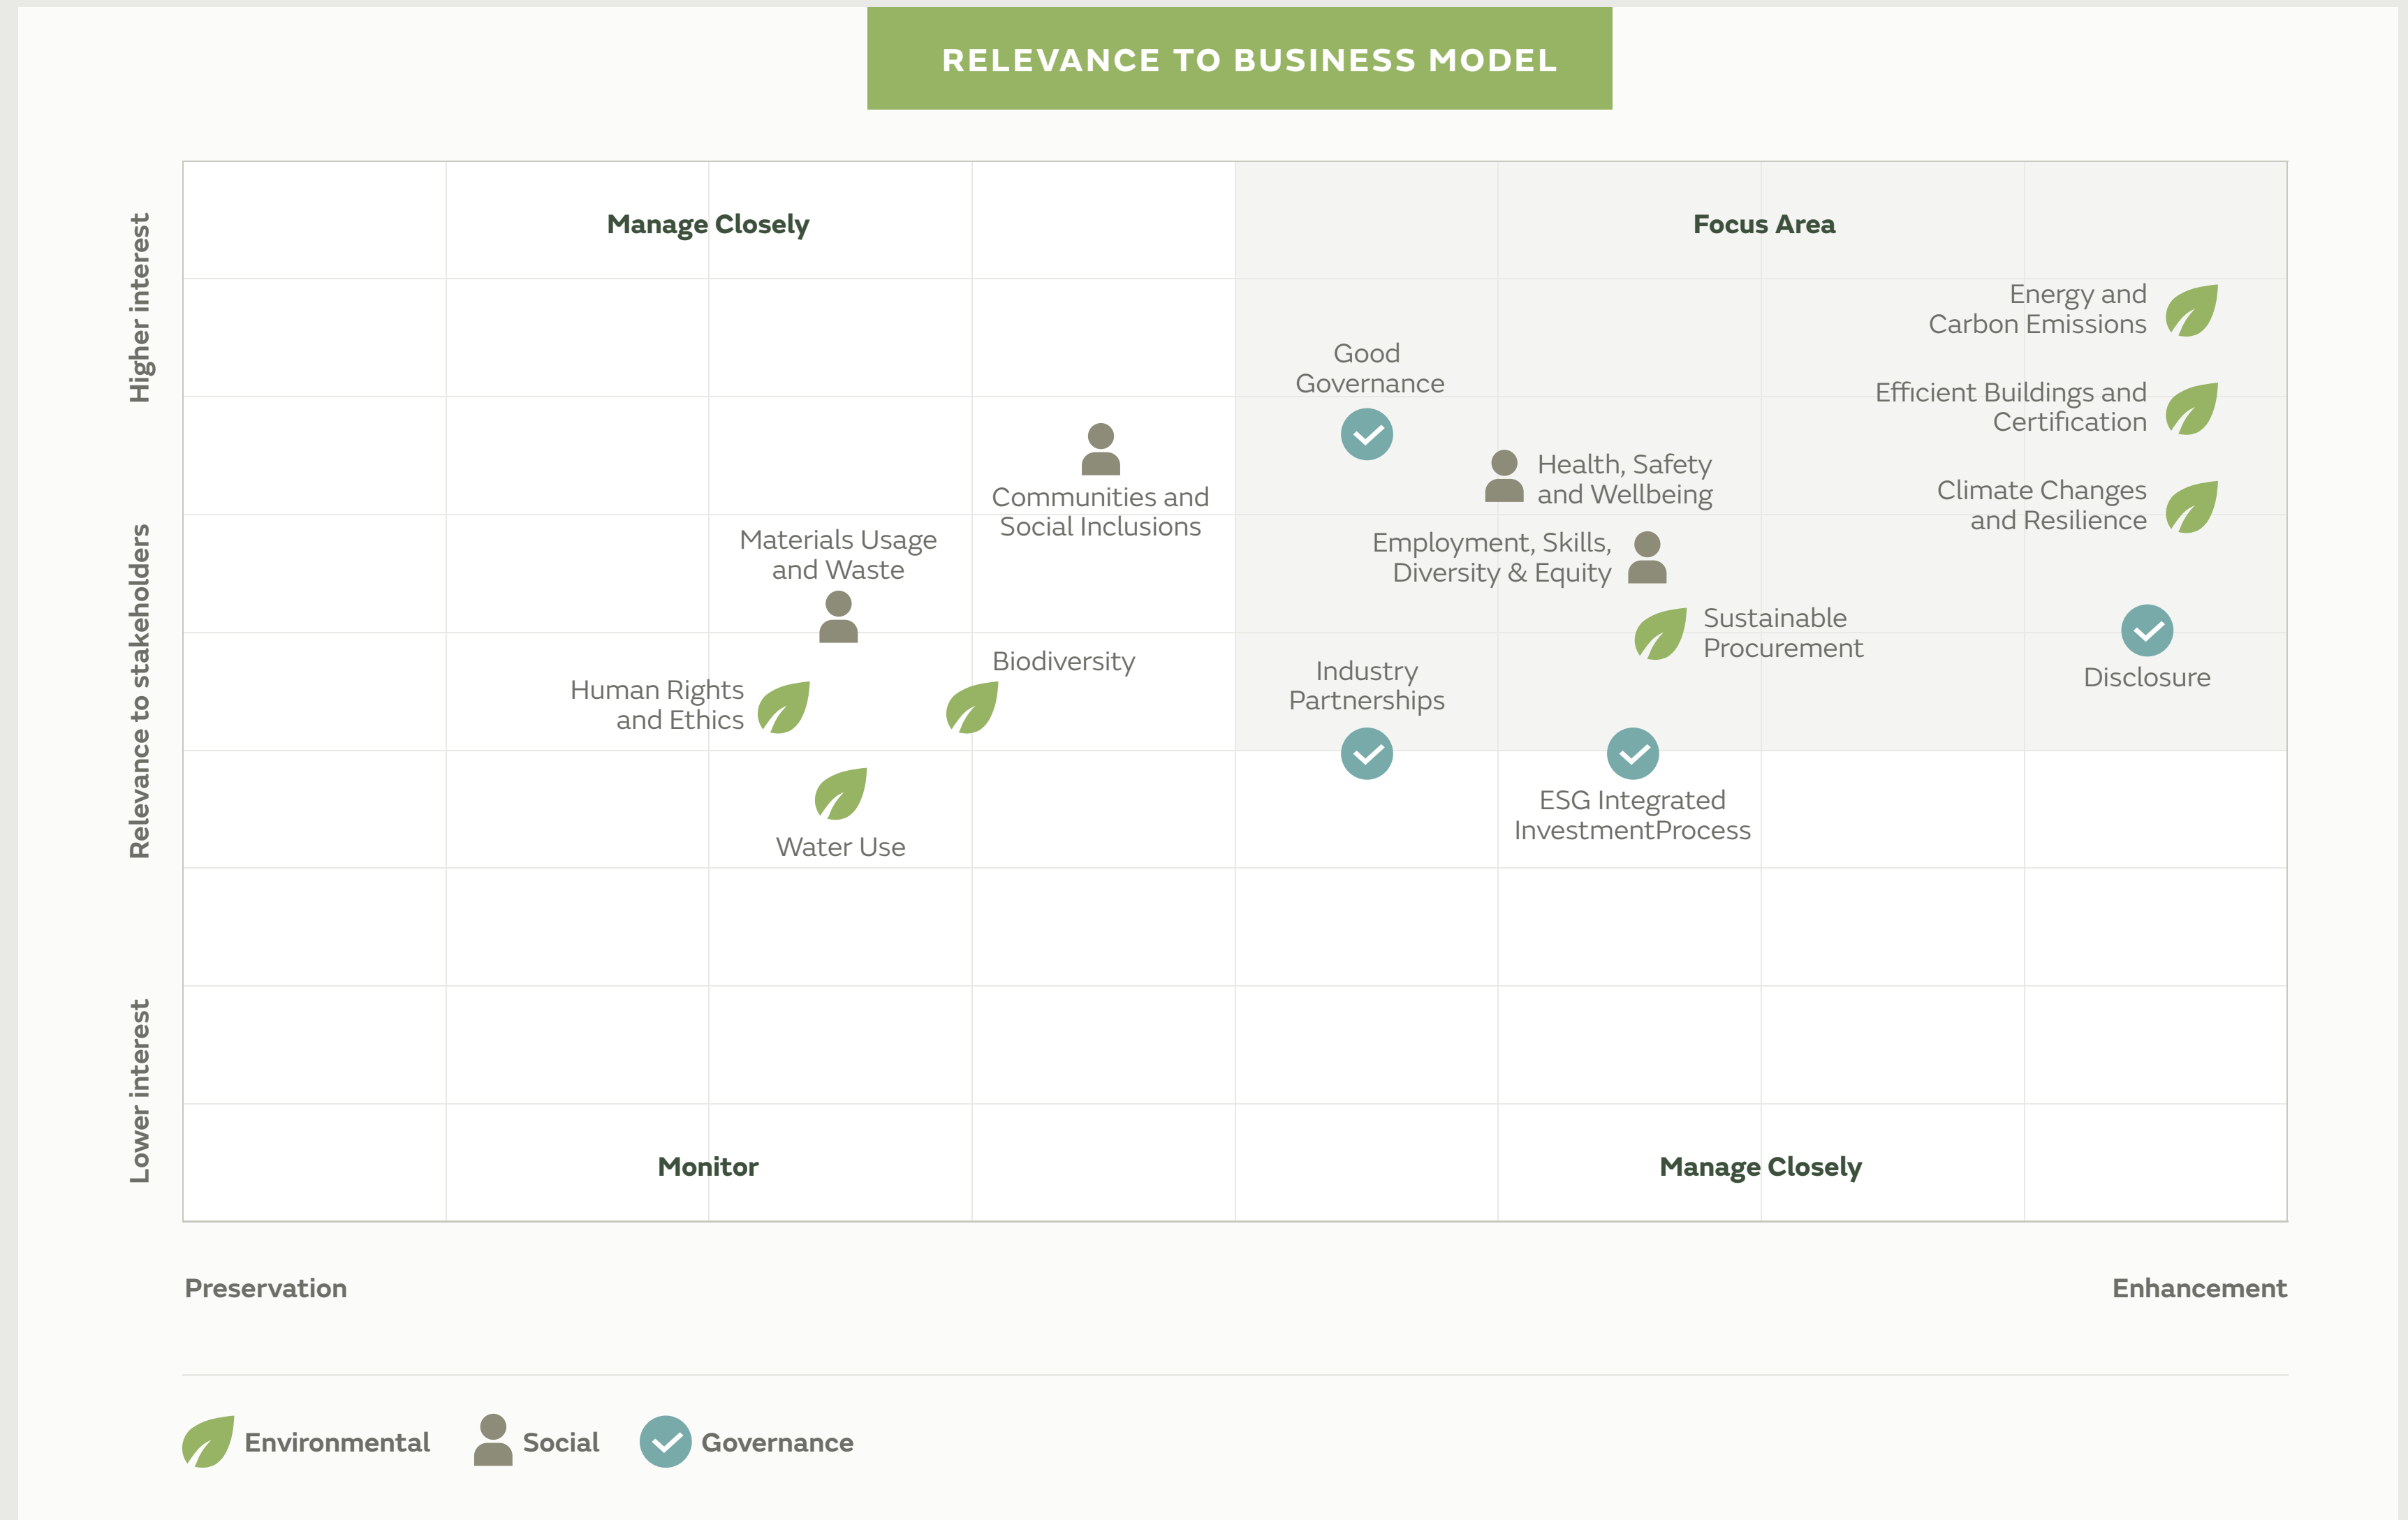 RELEVANCE TO BUSINESS MODEL
Higher interest
Relevance to stakeholders
Lower interest
Manage Closely
Focus Area
Energy and
Carbon Emissions
Good
Governance
Efficient Buildings and
Certification
Health, Safety
and Wellbeing
Communities and
Social Inclusions
Climate Changes
and Resilience
Materials Usage
and Waste
Employment, Skills,
Diversity & Equity
Sustainable
Procurement
Biodiversity
Human Rights
and Ethics
Industry
Partnerships
Disclosure
ESG Integrated
InvestmentProcess
Water Use
Monitor
Manage Closely
Preservation
Enhancement
Environmental
Social
Governance